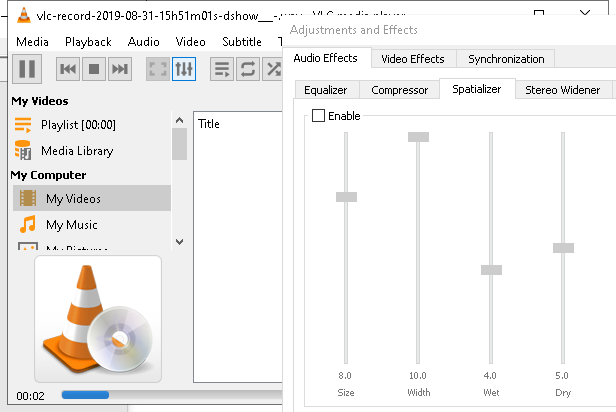 vlc-record-2019-08-31-15h51m01s-dshow___-.wav - VLC media player
Adjustments and Effects
Media Playback Audio Video Subtitle
Audio Effects Video Effects Synchronization
Equalizer Compressor Spatializer Stereo Widener
Enable
My Videos
Playlist [00:00]
Media Library
My Computer
My Videos
My Music
My Pictures
Title
8.0 10.0 4.0 5.0
Size Width Wet Dry
00:02